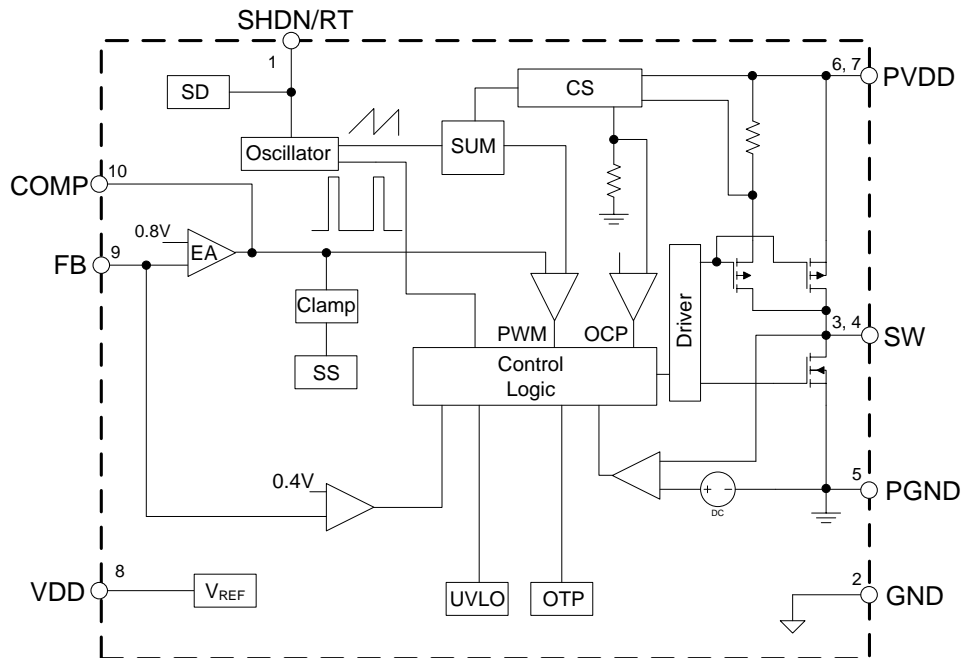 SHDN/RT
1
6, 7
PVDD
SD
CS
Oscillator
SUM
10
COMP
0.8V
EA
9
FB
Clamp
Driver
3, 4
SW
PWM
OCP
SS
Control
Logic
0.4V
+ -
DC
5
PGND
8
VDD
VREF
UVLO
OTP
2
GND